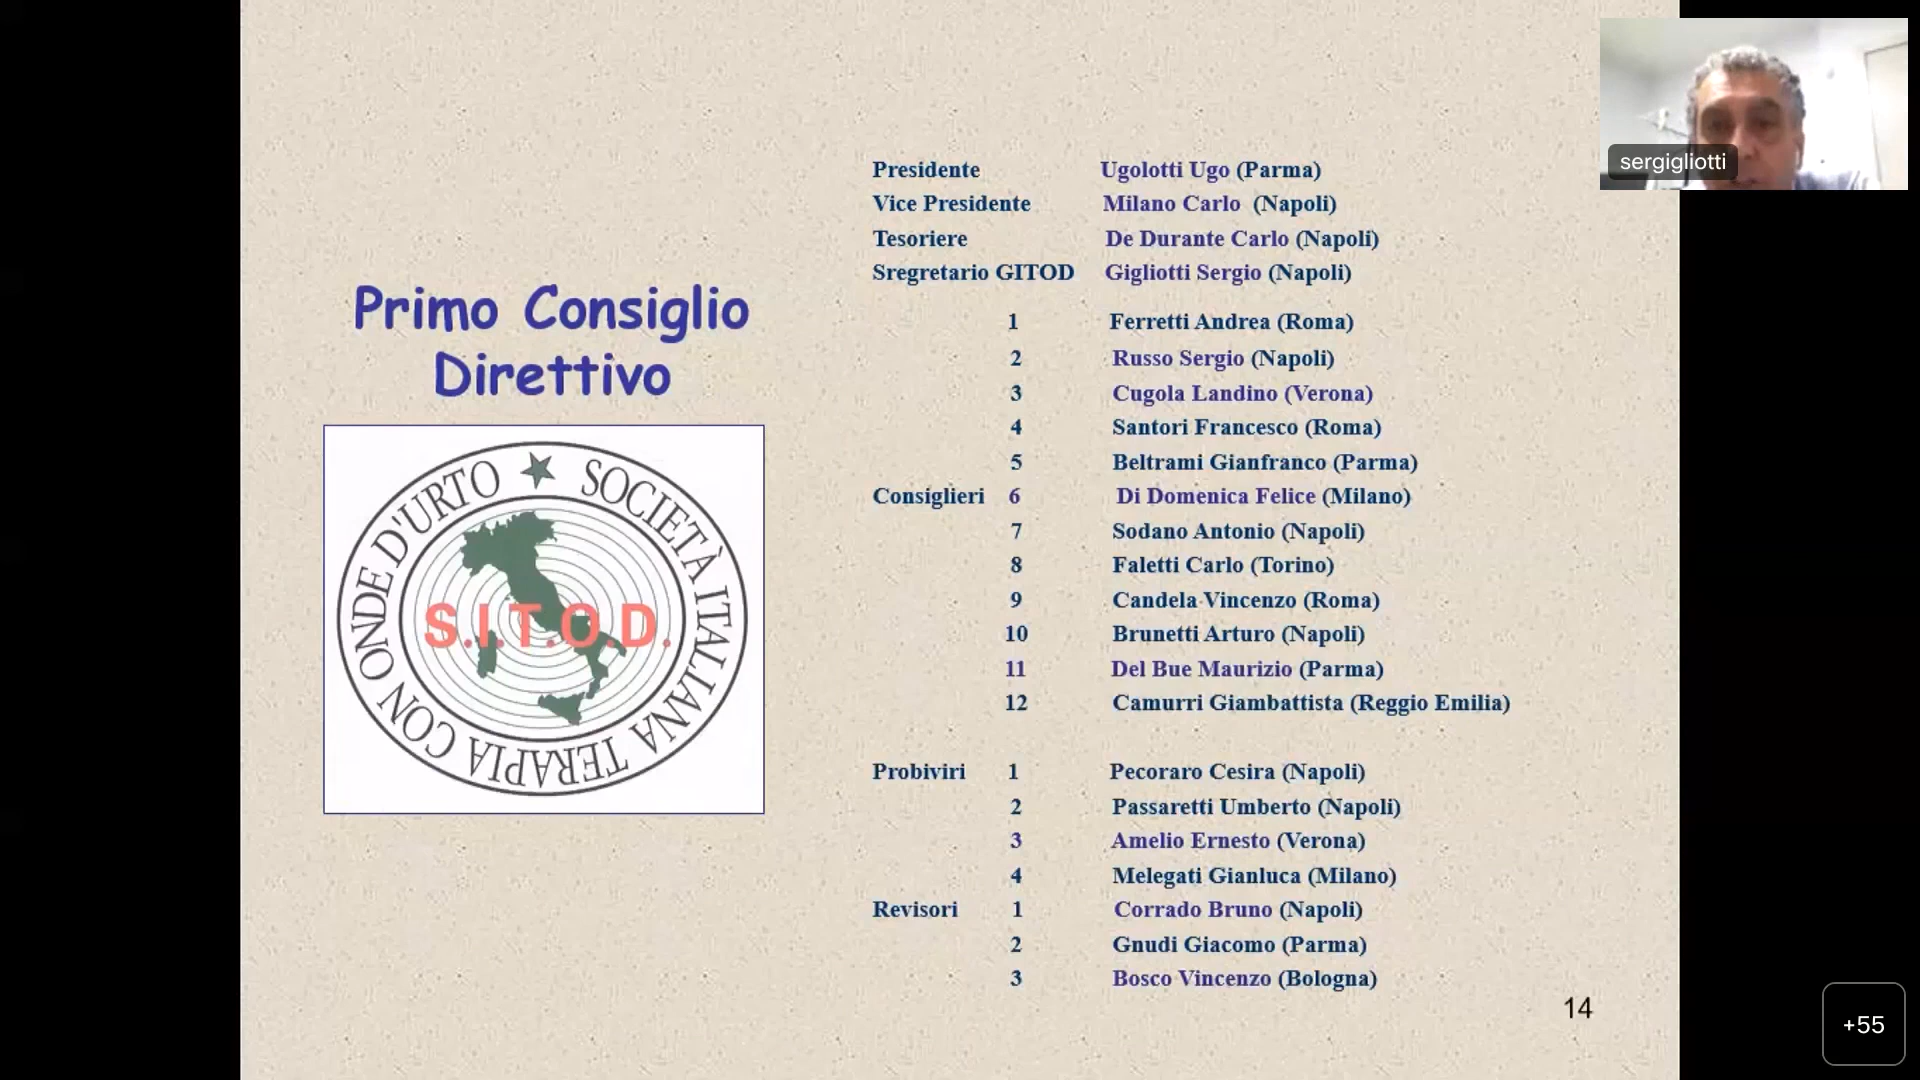 sergigliotti
Primo Consiglio
Direttivo
SOCIETÀ ITALIANA TERAPIA CON ONDE D'URTO
S.I.T.O.D.
Presidente Ugolotti Ugo (Parma)
Vice Presidente Milano Carlo (Napoli)
Tesoriere De Durante Carlo (Napoli)
Sregretario GITOD Gigliotti Sergio (Napoli)
1 Ferretti Andrea (Roma)
2 Russo Sergio (Napoli)
3 Cugola Landino (Verona)
4 Santori Francesco (Roma)
5 Beltrami Gianfranco (Parma)
Consiglieri 6 Di Domenica Felice (Milano)
7 Sodano Antonio (Napoli)
8 Faletti Carlo (Torino)
9 Candela Vincenzo (Roma)
10 Brunetti Arturo (Napoli)
11 Del Bue Maurizio (Parma)
12 Camurri Giambattista (Reggio Emilia)
Probiviri 1 Pecoraro Cesira (Napoli)
2 Passaretti Umberto (Napoli)
3 Amelio Ernesto (Verona)
4 Melegati Gianluca (Milano)
Revisori 1 Corrado Bruno (Napoli)
2 Gnudi Giacomo (Parma)
3 Bosco Vincenzo (Bologna)
14
+55